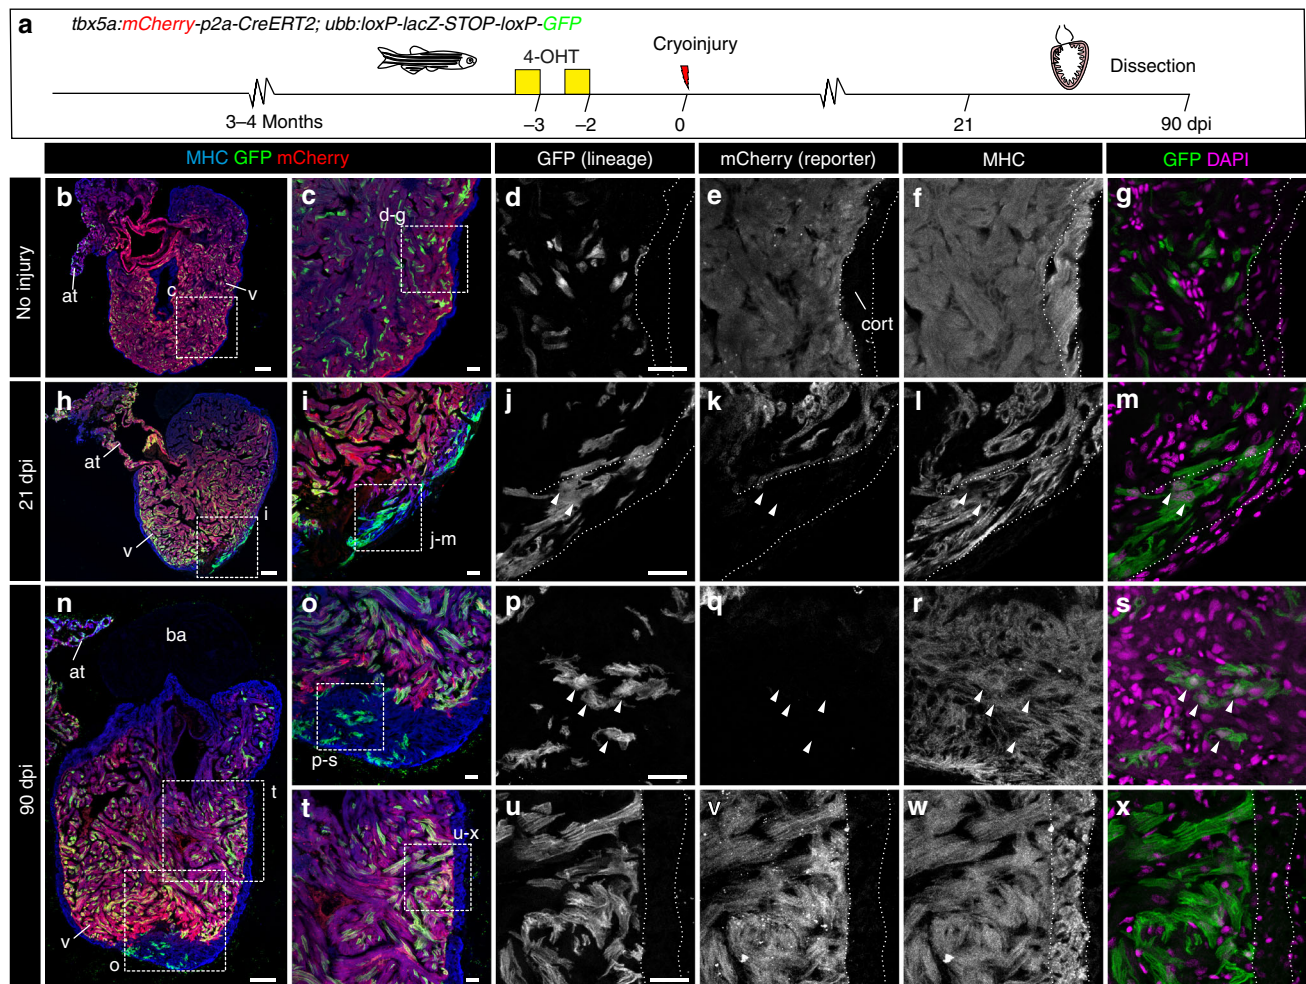 a
tbx5a:mCherry-p2a-CreERT2; ubb:loxP-lacZ-STOP-loxP-GFP
4-OHT
Cryoinjury
Dissection
3–4 Months
–3
–2
0
21
90 dpi
MHC GFP mCherry
GFP (lineage)
mCherry (reporter)
MHC
GFP DAPI
No injury
b
at
c
v
c
d-g
d
e
cort
f
g
21 dpi
h
at
v
i
i
j-m
j
k
l
m
90 dpi
n
ba
at
t
v
o
o
p-s
p
q
r
s
t
u-x
u
v
w
x